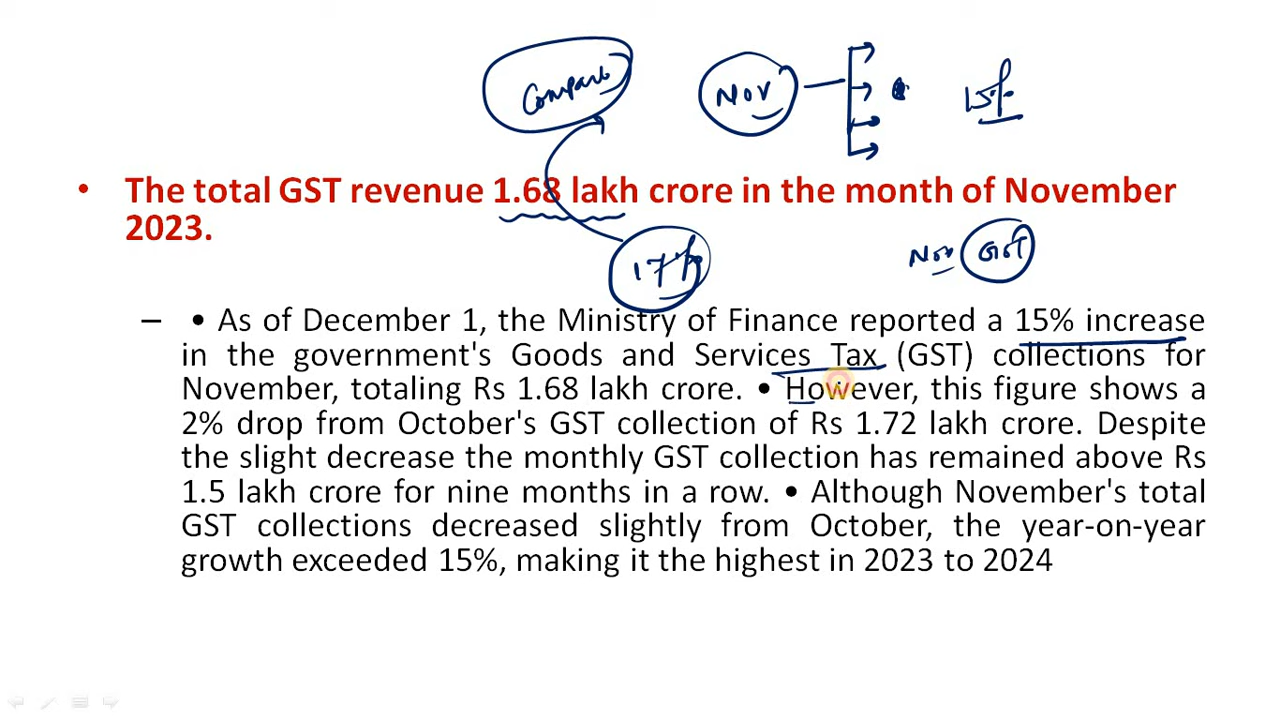 Compare
Nov
15%
• The total GST revenue 1.68 lakh crore in the month of November
2023.
17%
Nov GST
– • As of December 1, the Ministry of Finance reported a 15% increase
in the government's Goods and Services Tax (GST) collections for
November, totaling Rs 1.68 lakh crore. • However, this figure shows a
2% drop from October's GST collection of Rs 1.72 lakh crore. Despite
the slight decrease the monthly GST collection has remained above Rs
1.5 lakh crore for nine months in a row. • Although November's total
GST collections decreased slightly from October, the year-on-year
growth exceeded 15%, making it the highest in 2023 to 2024